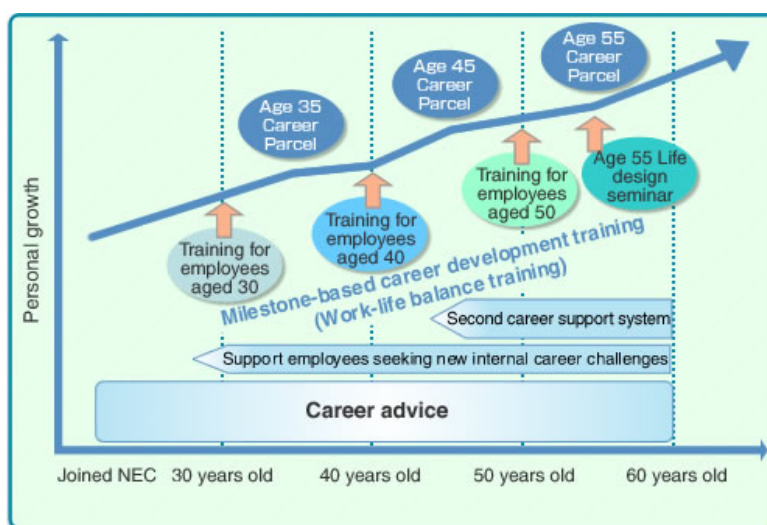 Age 35
Career
Parcel
Age 45
Career
Parcel
Age 55
Career
Parcel
Personal growth
Training for
employees
aged 30
Training for
employees
aged 40
Training for
employees
aged 50
Age 55 Life
design
seminar
Milestone-based career development training
(Work-life balance training)
Second career support system
Support employees seeking new internal career challenges
Career advice
Joined NEC
30 years old
40 years old
50 years old
60 years old